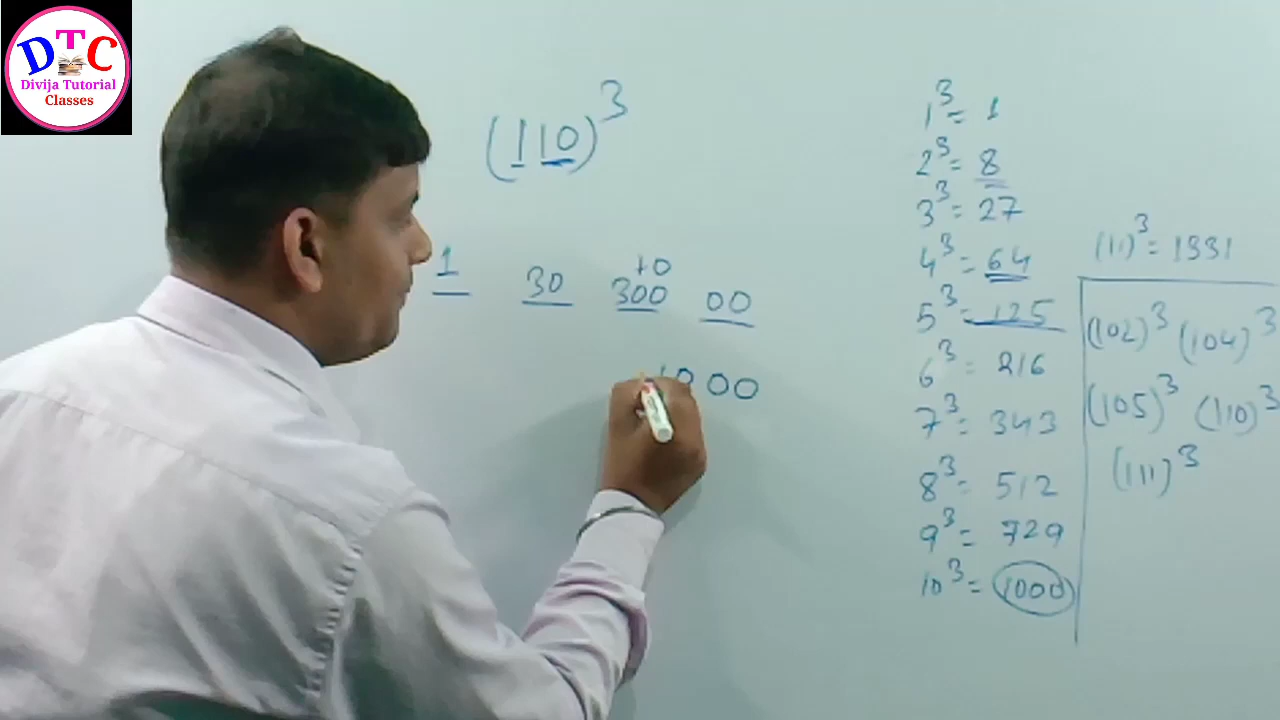 DTC
Divija Tutorial
Classes
(110)³
1 30 300 00
+0
1000
00
1³ = 1
2³ = 8
3³ = 27
4³ = 64
5³ = 125
6³ = 216
7³ = 343
8³ = 512
9³ = 729
10³ = 1000
(11)³ = 1331
(102)³ (104)³
(105)³ (110)³
(111)³